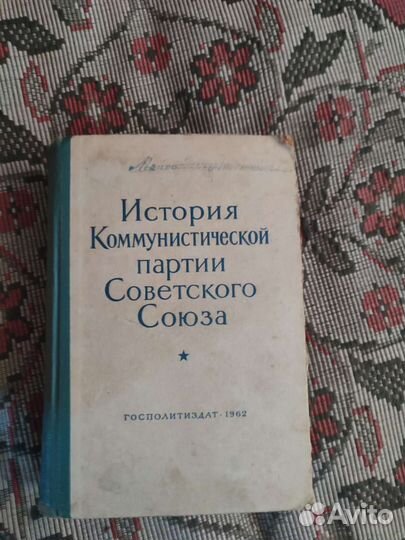 История
Коммунистической
партии
Советского
Союза
ГОСПОЛИТИЗДАТ · 1962
Avito